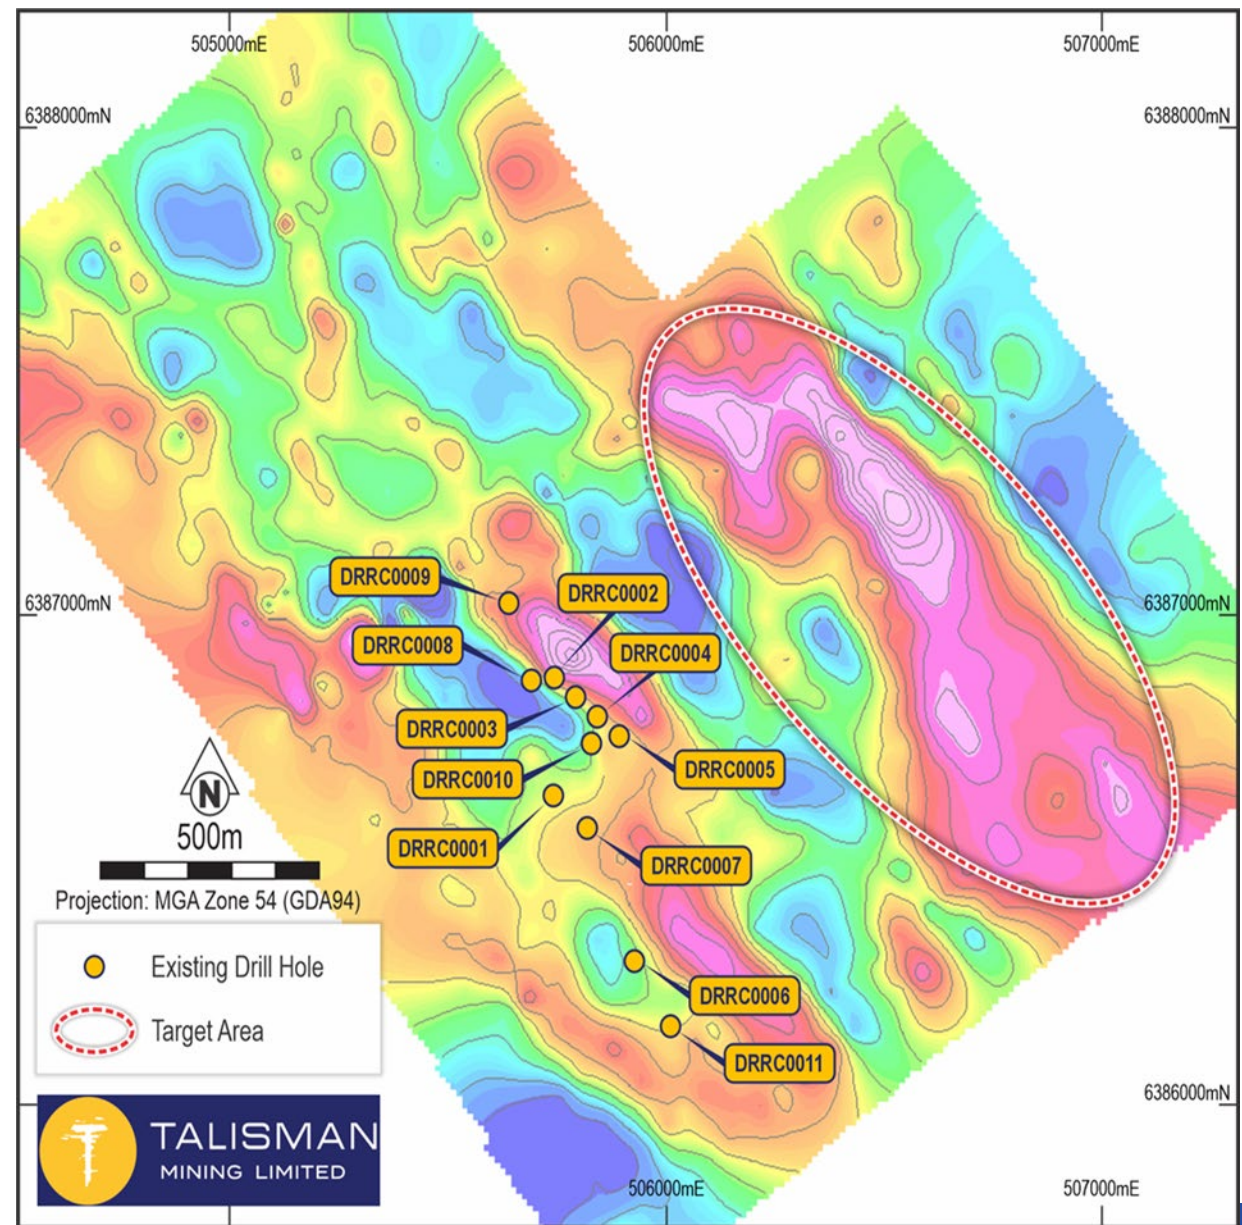 505000mE
506000mE
507000mE
6388000mN
6388000mN
DRRC0009
DRRC0002
6387000mN
6387000mN
DRRC0008
DRRC0004
DRRC0003
DRRC0010
DRRC0005
N
500m
DRRC0001
DRRC0007
Projection: MGA Zone 54 (GDA94)
Existing Drill Hole
DRRC0006
Target Area
DRRC0011
6386000mN
TALISMAN
MINING LIMITED
506000mE
507000mE